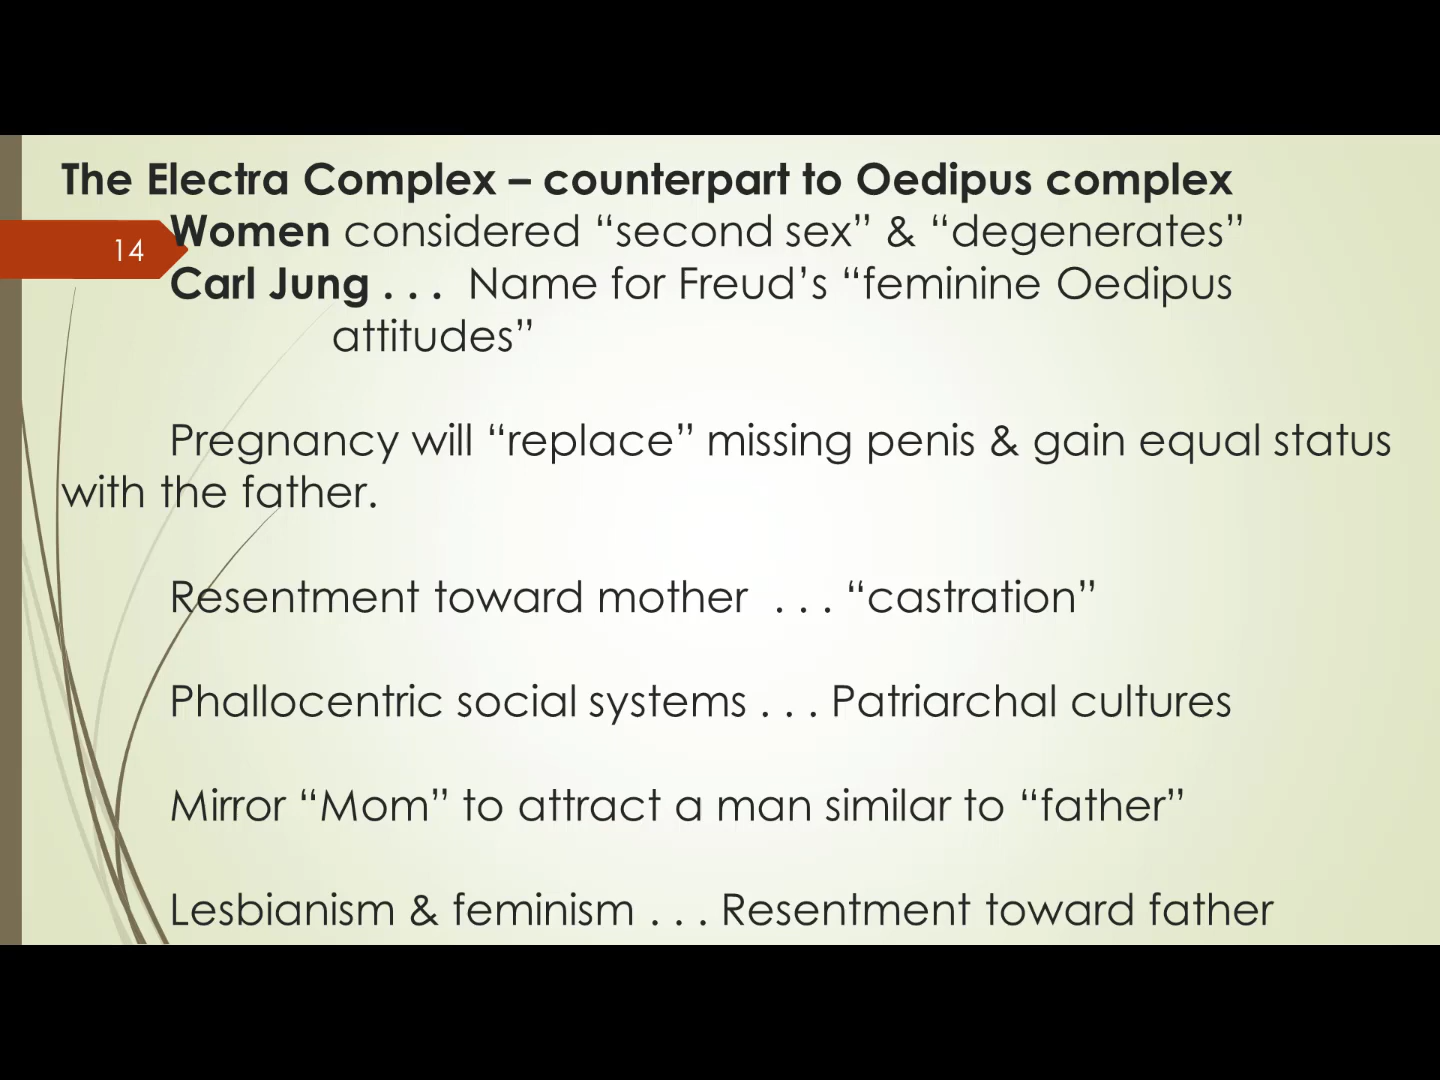 The Electra Complex – counterpart to Oedipus complex
Women considered “second sex” & “degenerates”
14
Carl Jung . . .  Name for Freud’s “feminine Oedipus
attitudes”
Pregnancy will “replace” missing penis & gain equal status
with the father.
Resentment toward mother  . . . “castration”
Phallocentric social systems . . . Patriarchal cultures
Mirror “Mom” to attract a man similar to “father”
Lesbianism & feminism . . . Resentment toward father